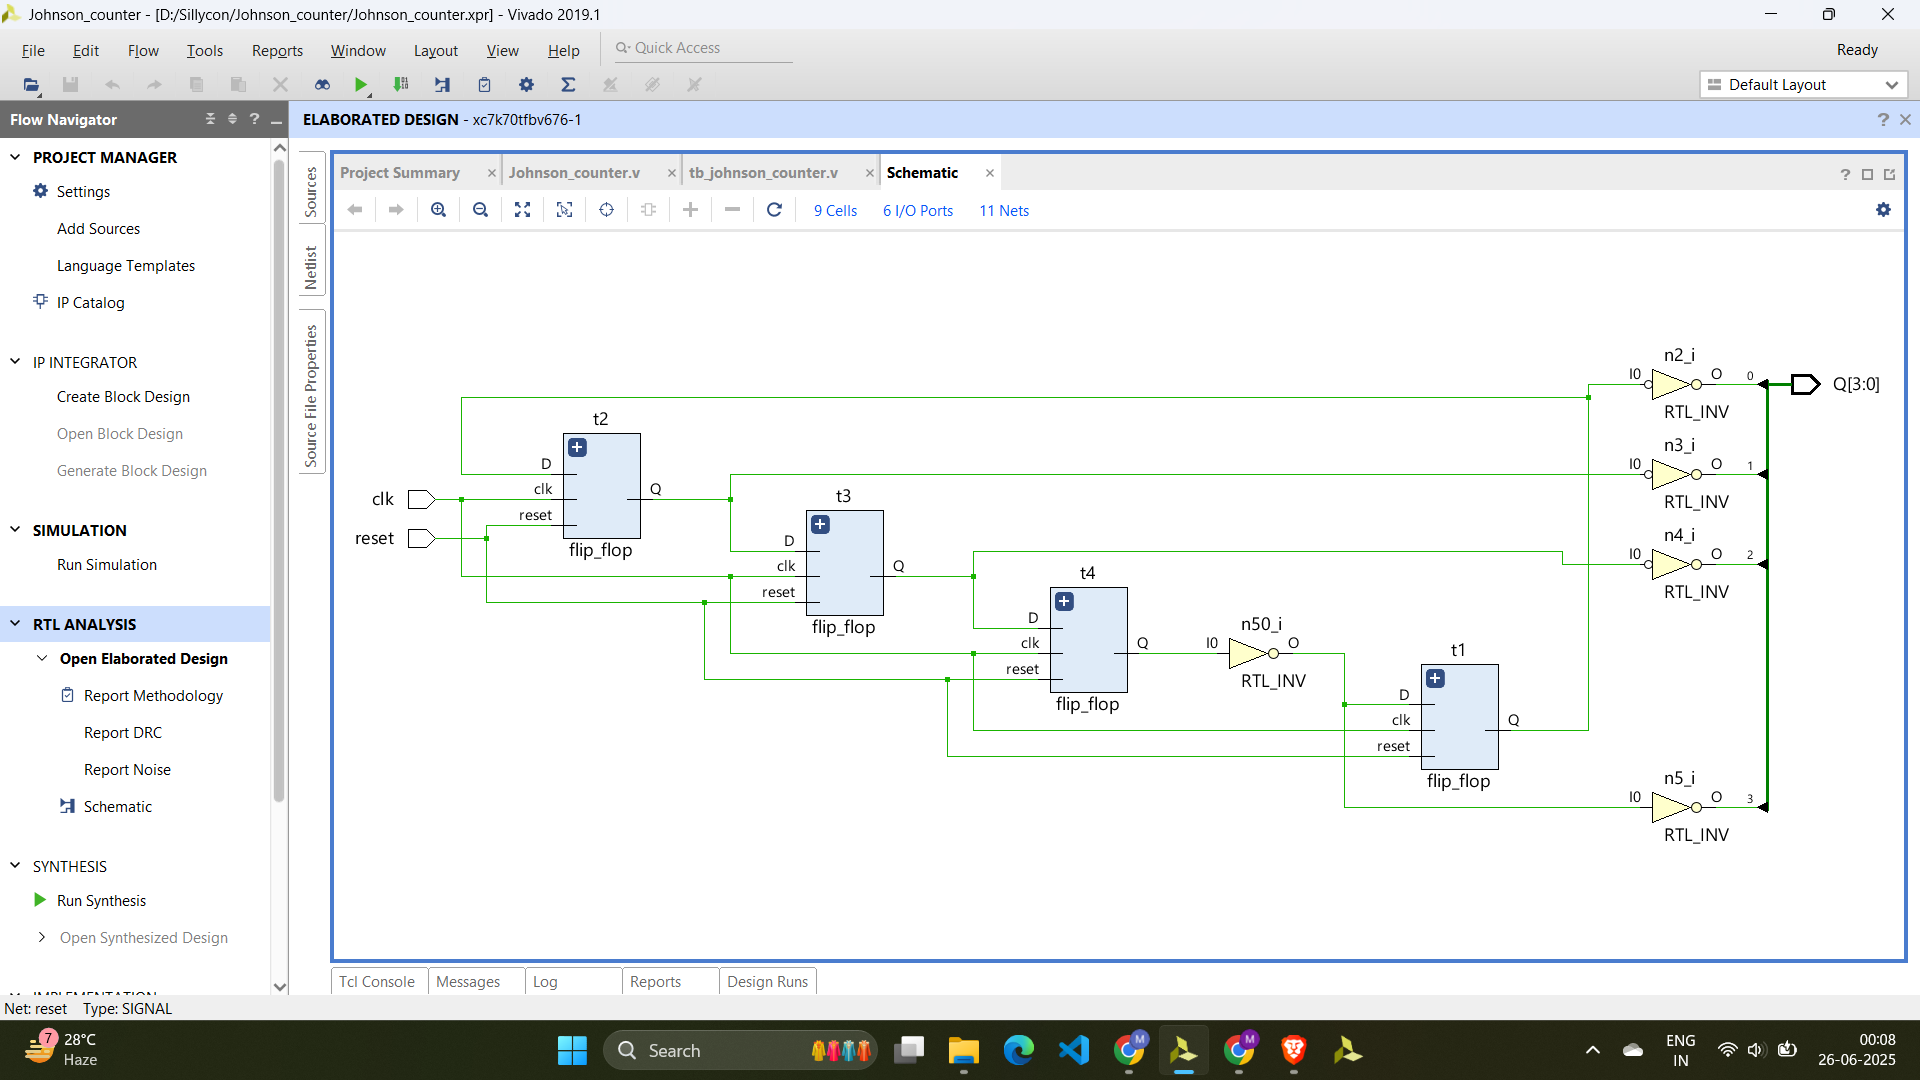 Johnson_counter - [D:/Sillycon/Johnson_counter/Johnson_counter.xpr] - Vivado 2019.1
File Edit Flow Tools Reports Window Layout View Help Quick Access Ready
Default Layout
Flow Navigator ? ELABORATED DESIGN - xc7k70tfbv676-1 ?
PROJECT MANAGER
Settings
Add Sources
Language Templates
IP Catalog
IP INTEGRATOR
Create Block Design
Open Block Design
Generate Block Design
SIMULATION
Run Simulation
RTL ANALYSIS
Open Elaborated Design
Report Methodology
Report DRC
Report Noise
Schematic
SYNTHESIS
Run Synthesis
Open Synthesized Design
Sources
Netlist
Source File Properties
Project Summary Johnson_counter.v tb_johnson_counter.v Schematic ?
9 Cells 6 I/O Ports 11 Nets
n2_i
I0 O 0 Q[3:0]
RTL_INV
n3_i
I0 O 1
RTL_INV
n4_i
I0 O 2
RTL_INV
t2
D
clk
reset
Q
flip_flop
clk
reset
t3
D
clk
reset
Q
flip_flop
t4
D
clk
reset
Q
flip_flop
n50_i
I0 O
RTL_INV
t1
D
clk
reset
Q
flip_flop
n5_i
I0 O 3
RTL_INV
Tcl Console Messages Log Reports Design Runs
IMPLEMENTATION
Net: reset Type: SIGNAL
7 28°C
Haze
Search
M
M
ENG
IN
00:08
26-06-2025